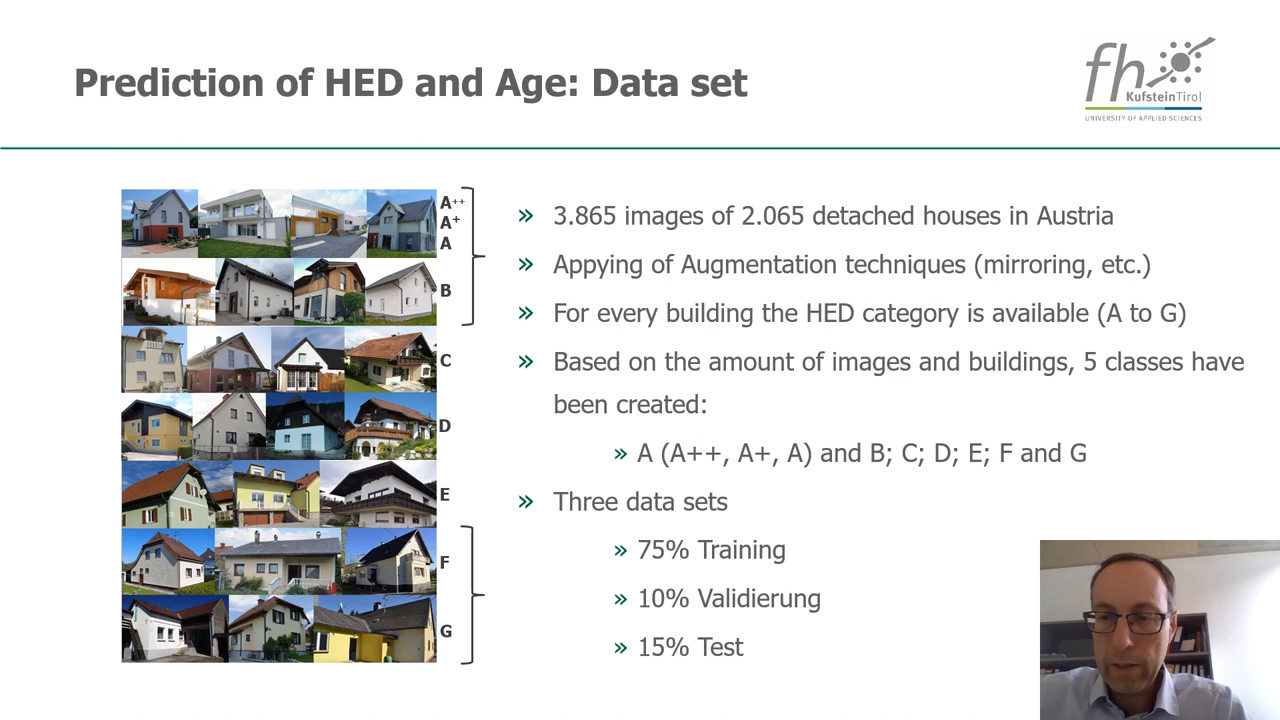 Prediction of HED and Age: Data set
fh
KufsteinTirol
UNIVERSITY OF APPLIED SCIENCES
A++
A+
A
B
C
D
E
F
G
» 3.865 images of 2.065 detached houses in Austria
» Appying of Augmentation techniques (mirroring, etc.)
» For every building the HED category is available (A to G)
» Based on the amount of images and buildings, 5 classes have
been created:
» A (A++, A+, A) and B; C; D; E; F and G
» Three data sets
» 75% Training
» 10% Validierung
» 15% Test